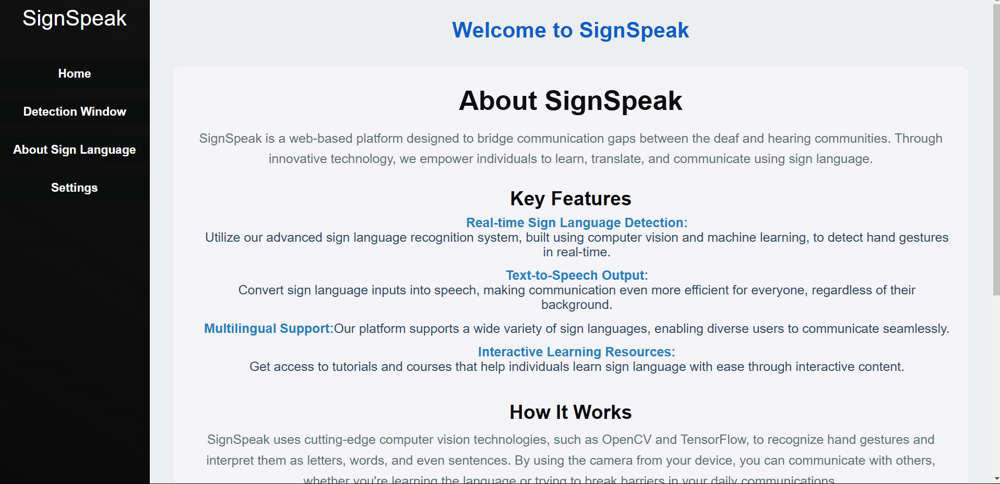 SignSpeak
Home
Detection Window
About Sign Language
Settings
Welcome to SignSpeak
About SignSpeak
SignSpeak is a web-based platform designed to bridge communication gaps between the deaf and hearing communities. Through
innovative technology, we empower individuals to learn, translate, and communicate using sign language.
Key Features
Real-time Sign Language Detection:
Utilize our advanced sign language recognition system, built using computer vision and machine learning, to detect hand gestures
in real-time.
Text-to-Speech Output:
Convert sign language inputs into speech, making communication even more efficient for everyone, regardless of their
background.
Multilingual Support:Our platform supports a wide variety of sign languages, enabling diverse users to communicate seamlessly.
Interactive Learning Resources:
Get access to tutorials and courses that help individuals learn sign language with ease through interactive content.
How It Works
SignSpeak uses cutting-edge computer vision technologies, such as OpenCV and TensorFlow, to recognize hand gestures and
interpret them as letters, words, and even sentences. By using the camera from your device, you can communicate with others,
whether you're learning the language or trying to break barriers in your daily communications.